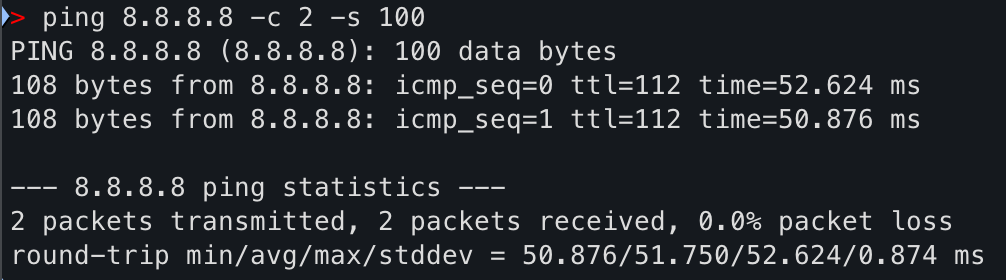 > ping 8.8.8.8 -c 2 -s 100
PING 8.8.8.8 (8.8.8.8): 100 data bytes
108 bytes from 8.8.8.8: icmp_seq=0 ttl=112 time=52.624 ms
108 bytes from 8.8.8.8: icmp_seq=1 ttl=112 time=50.876 ms

--- 8.8.8.8 ping statistics ---
2 packets transmitted, 2 packets received, 0.0% packet loss
round-trip min/avg/max/stddev = 50.876/51.750/52.624/0.874 ms